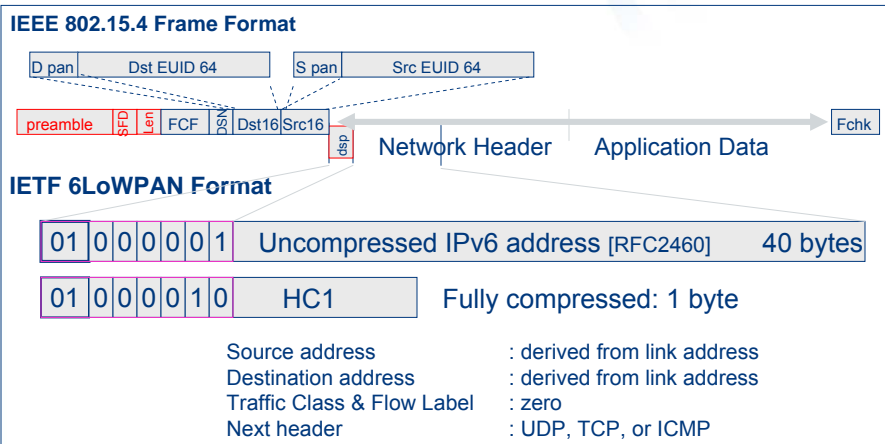 IEEE 802.15.4 Frame Format
D pan Dst EUID 64 S pan Src EUID 64
preamble SFD Len FCF DSN Dst16 Src16 Fchk
dsp Network Header Application Data
IETF 6LoWPAN Format
01 0 0 0 0 0 1 Uncompressed IPv6 address [RFC2460] 40 bytes
01 0 0 0 0 1 0 HC1 Fully compressed: 1 byte
Source address : derived from link address
Destination address : derived from link address
Traffic Class & Flow Label : zero
Next header : UDP, TCP, or ICMP